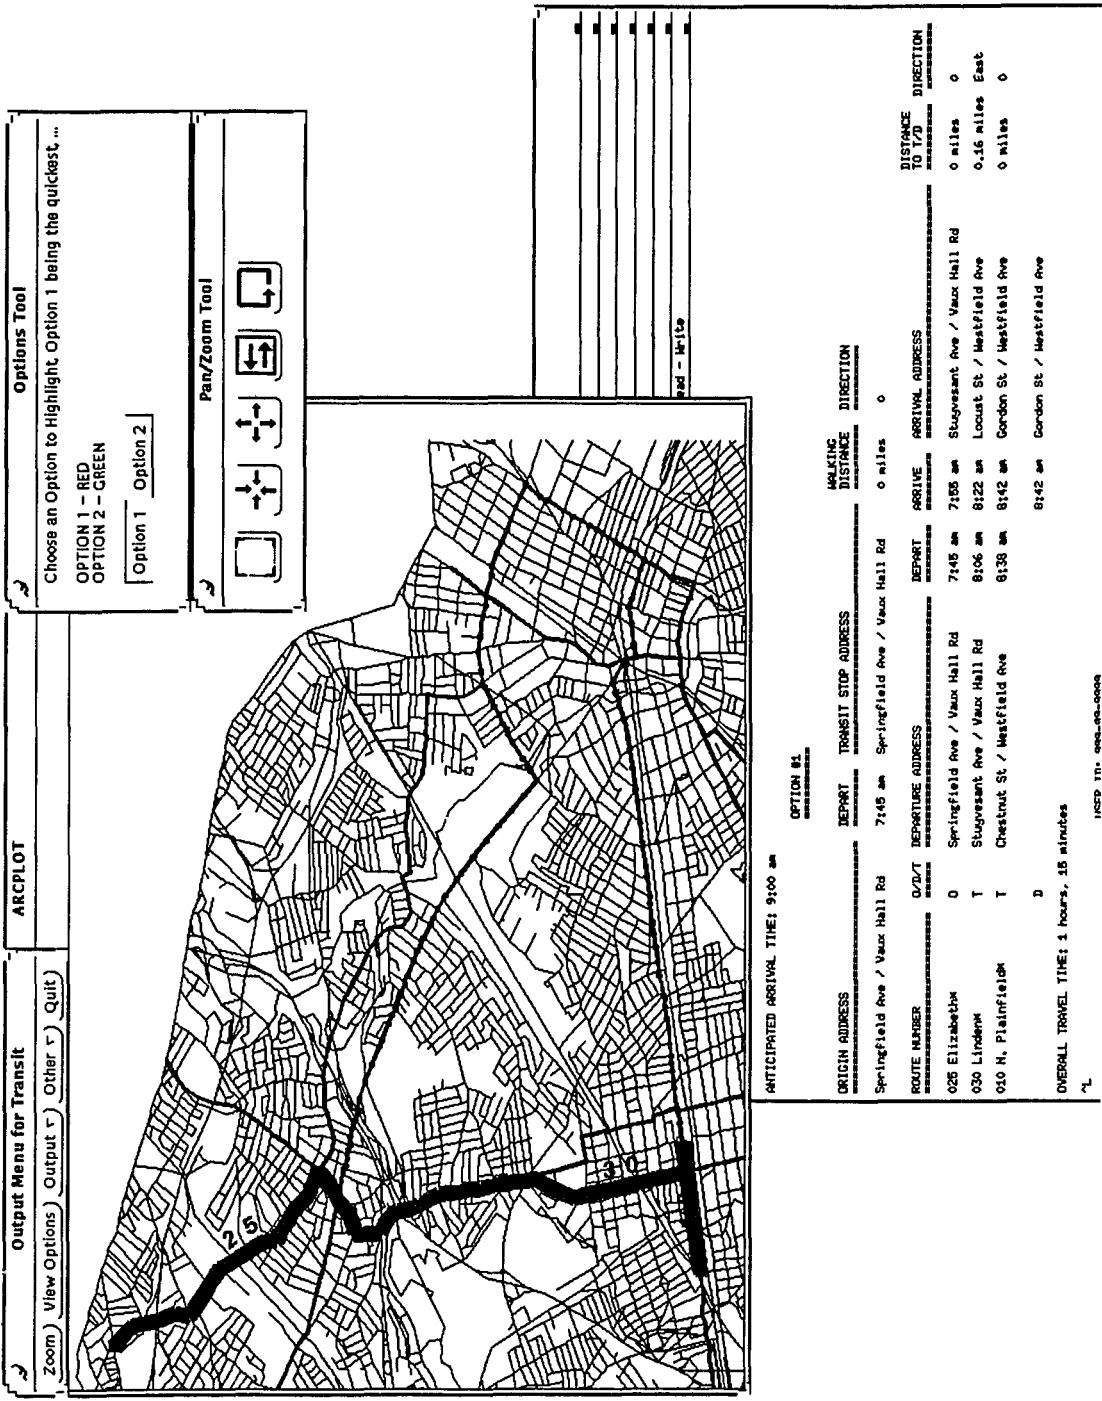 Output Menu for Transit
Zoom) View Options) Output ▿) Other ▿) Quit)
ARCPLOT
Options Tool
Choose an Option to Highlight, Option 1 being the quickest, ...
OPTION 1 - RED
OPTION 2 - GREEN
Option 1 Option 2
Pan/Zoom Tool
25
30
ead - Write
ANTICIPATED ARRIVAL TIME: 9:00 am
OPTION #1
ORIGIN ADDRESS DEPART TRANSIT STOP ADDRESS WALKING DISTANCE DIRECTION
Springfield Ave / Vaux Hall Rd 7:45 am Springfield Ave / Vaux Hall Rd 0 miles 0
ROUTE NUMBER O/D/T DEPARTURE ADDRESS DEPART ARRIVE ARRIVAL ADDRESS DISTANCE TO T/D DIRECTION
025 Elizabeth* O Springfield Ave / Vaux Hall Rd 7:45 am 7:55 am Stuyvesant Ave / Vaux Hall Rd 0 miles 0
030 Linden* T Stuyvesant Ave / Vaux Hall Rd 8:06 am 8:22 am Locust St / Westfield Ave 0.16 miles East
010 N. Plainfield* T Chestnut St / Westfield Ave 8:38 am 8:42 am Gordon St / Westfield Ave 0 miles 0
D 8:42 am Gordon St / Westfield Ave
OVERALL TRAVEL TIME: 1 hours, 15 minutes
^L
USER ID: 999-99-9999